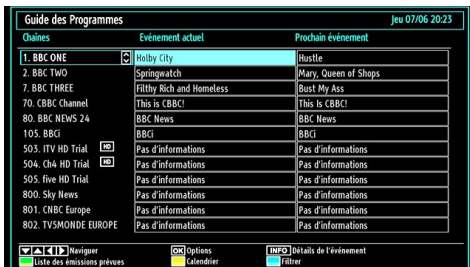 Guide des Programmes Jeu 07/06 20:23
Chaînes Evénement actuel Prochain événement
1. BBC ONE Holby City Hustle
2. BBC TWO Springwatch Mary, Queen of Shops
7. BBC THREE Filthy Rich and Homeless Bust My Ass
70. CBBC Channel This is CBBC! This Is CBBC!
80. BBC NEWS 24 BBC News BBC News
105. BBCi BBCi BBCi
503. ITV HD Trial HD Pas d'informations Pas d'informations
504. Ch4 HD Trial HD Pas d'informations Pas d'informations
505. five HD Trial Pas d'informations Pas d'informations
800. Sky News Pas d'informations Pas d'informations
801. CNBC Europe Pas d'informations Pas d'informations
802. TV5MONDE EUROPE Pas d'informations Pas d'informations
Naviguer OK Options INFO Détails de l'événement
Liste des émissions prévues Calendrier Filtrer